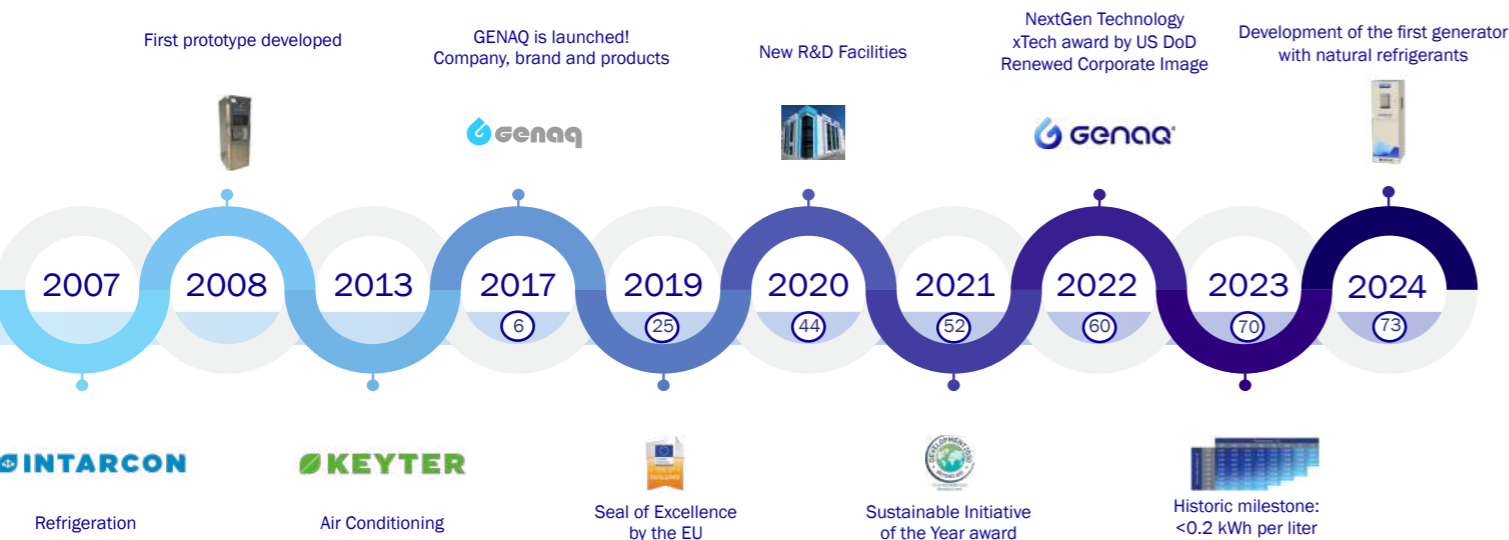 First prototype developed
GENAQ is launched!
Company, brand and products
New R&D Facilities
NextGen Technology
xTech award by US DoD
Renewed Corporate Image
Development of the first generator
with natural refrigerants
Genaq
Genaq
2007
2008
2013
2017
2019
2020
2021
2022
2023
2024
6
25
44
52
60
70
73
INTARCON
KEYTER
Refrigeration
Air Conditioning
Seal of Excellence
by the EU
Sustainable Initiative
of the Year award
Historic milestone:
<0.2 kWh per liter